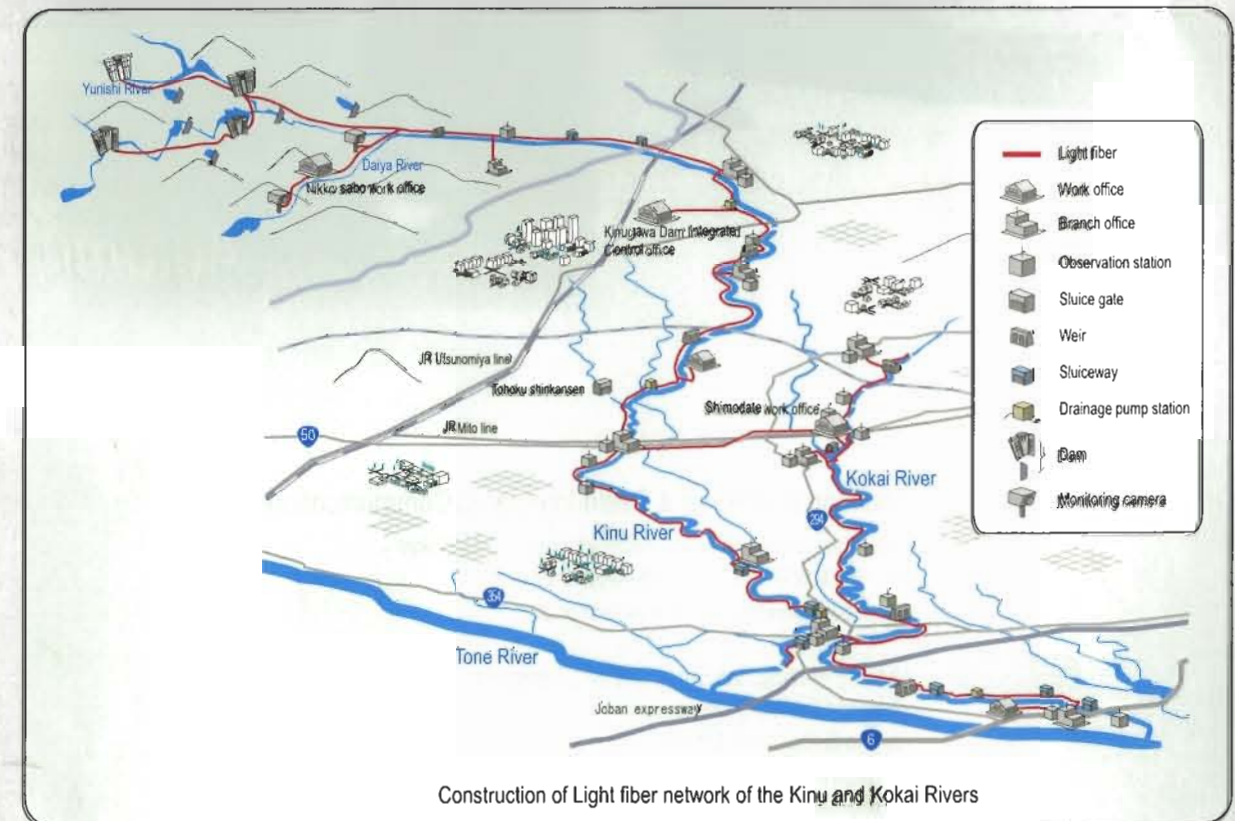 Yunishi River
Daiya River
Nikko sabo work office
Kinugawa Dam Integrated
Control office
JR Utsunomiya line
Tohoku shinkansen
Shimodate work office
JR Mito line
50
Kokai River
294
Kinu River
354
Tone River
Joban expressway
6
Light fiber
Work office
Branch office
Observation station
Sluice gate
Weir
Sluiceway
Drainage pump station
Dam
Monitoring camera
Construction of Light fiber network of the Kinu and Kokai Rivers